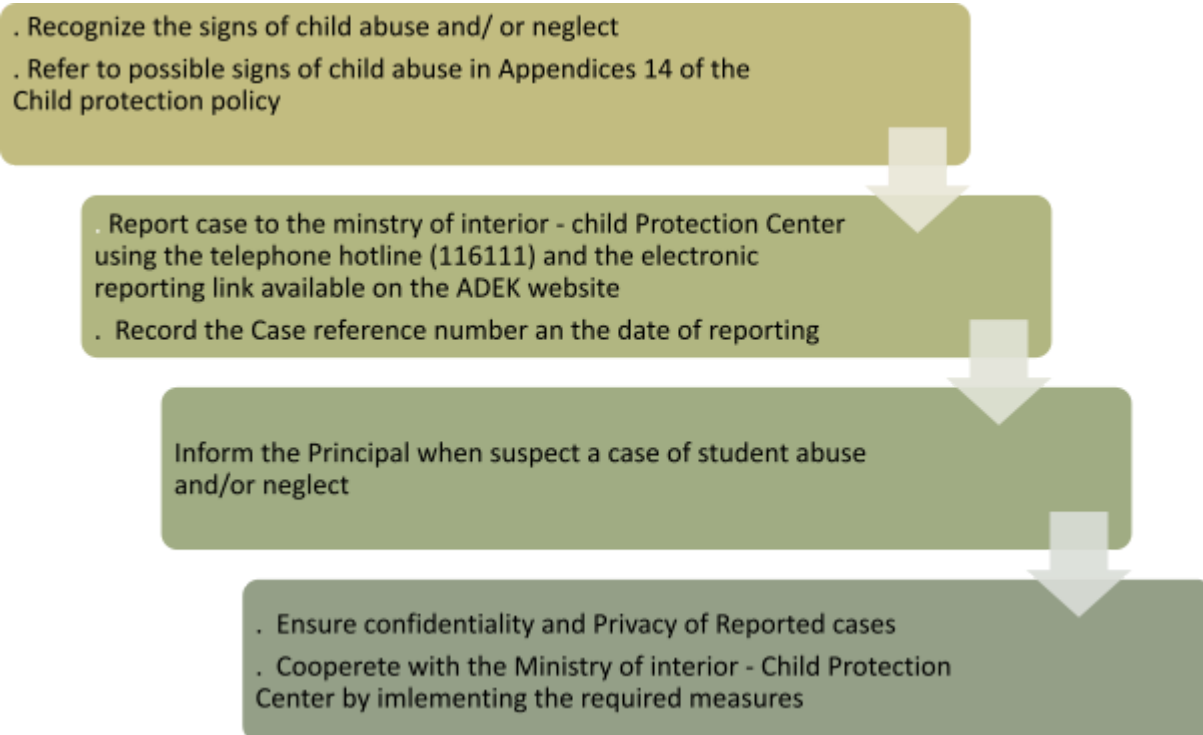 . Recognize the signs of child abuse and/ or neglect
. Refer to possible signs of child abuse in Appendices 14 of the
Child protection policy
. Report case to the minstry of interior - child Protection Center
using the telephone hotline (116111) and the electronic
reporting link available on the ADEK website
. Record the Case reference number an the date of reporting
Inform the Principal when suspect a case of student abuse
and/or neglect
. Ensure confidentiality and Privacy of Reported cases
. Cooperete with the Ministry of interior - Child Protection
Center by imlementing the required measures